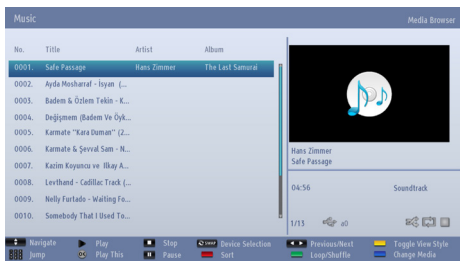 Music Media Browser
No. Title Artist Album
0001. Safe Passage Hans Zimmer The Last Samurai
0002. Ayda Mosharraf - İsyan (...
0003. Badem & Özlem Tekin - K...
0004. Değişmem (Badem Ve Öyk...
0005. Karmate "Kara Duman" (2...
0006. Karmate & Şevval Sam - N...
0007. Kazim Koyuncu ve Ilkay A...
0008. Levthand - Cadillac Track (...
0009. Nelly Furtado - Waiting Fo...
0010. Somebody That I Used To...
Hans Zimmer
Safe Passage
04:56 Soundtrack
1/13 a0
Navigate Play Stop SWAP Device Selection Previous/Next Toggle View Style
Jump OK Play This Pause Sort Loop/Shuffle Change Media